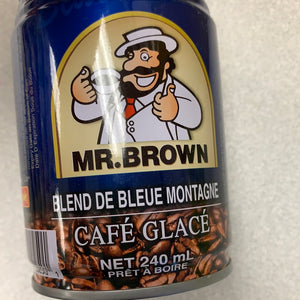 MR.BROWN
BLEND DE BLEUE MONTAGNE
CAFÉ GLACÉ
NET 240 mL
PRÊT À BOIRE